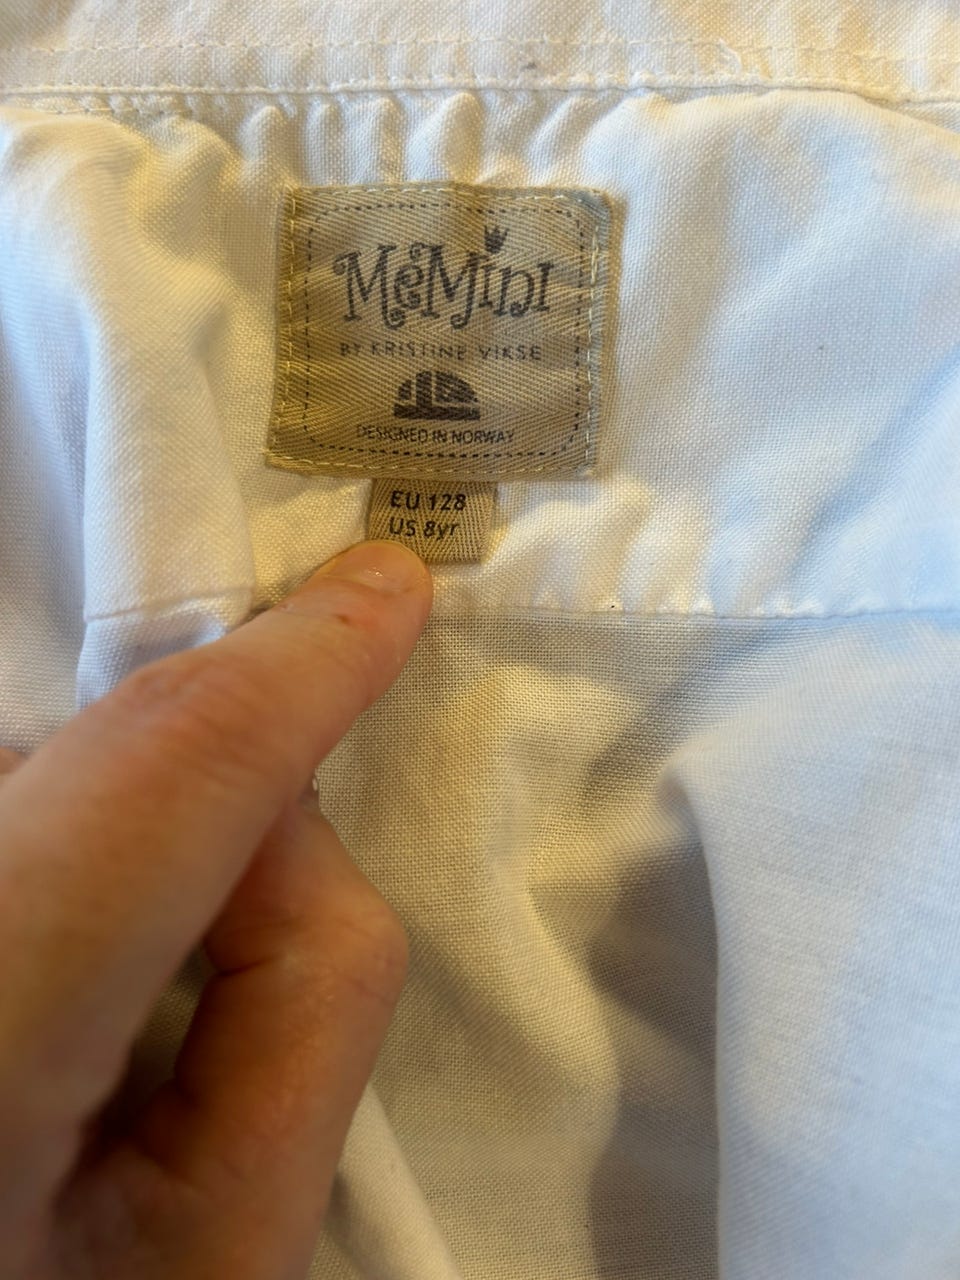 MeMini
BY KRISTINE VIKSE
DESIGNED IN NORWAY
EU 128
US 8yr